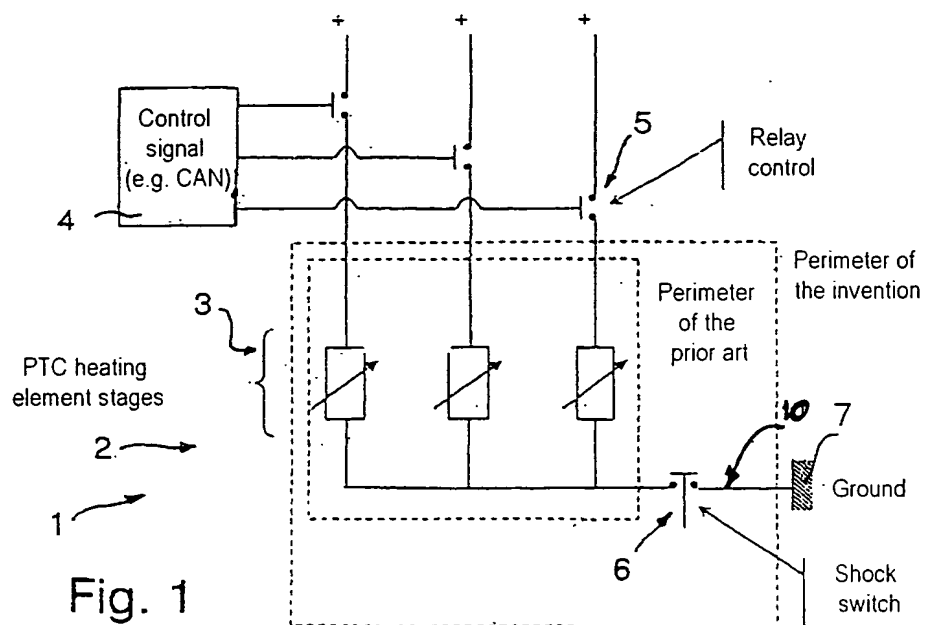 + + +
Control
signal
(e.g. CAN)
4
5
Relay
control
Perimeter of
the invention
Perimeter
of the
prior art
3
PTC heating
element stages
2
1
10
7
Ground
6
Shock
switch
Fig. 1